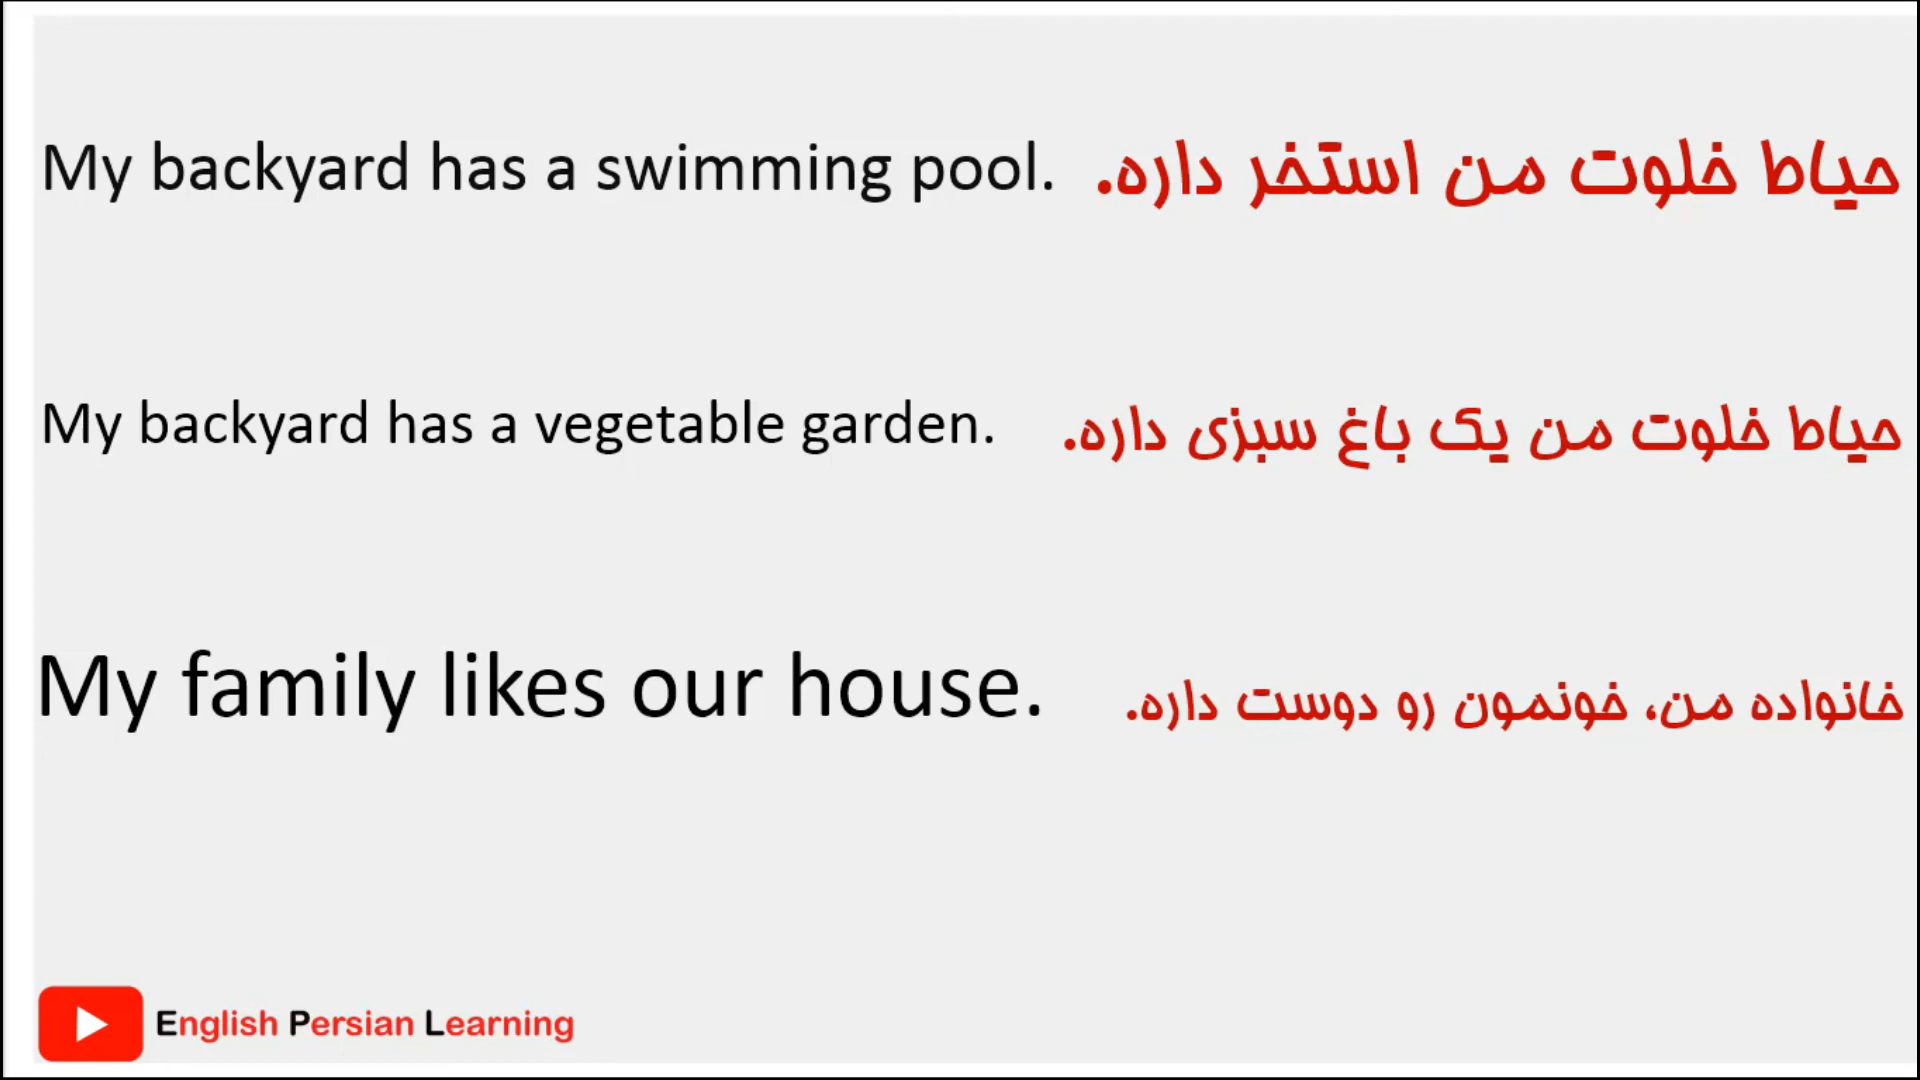 My backyard has a swimming pool. حیاط خلوت من استخر داره.
My backyard has a vegetable garden. حیاط خلوت من یک باغ سبزی داره.
My family likes our house. خانواده من، خونمون رو دوست داره.
English Persian Learning